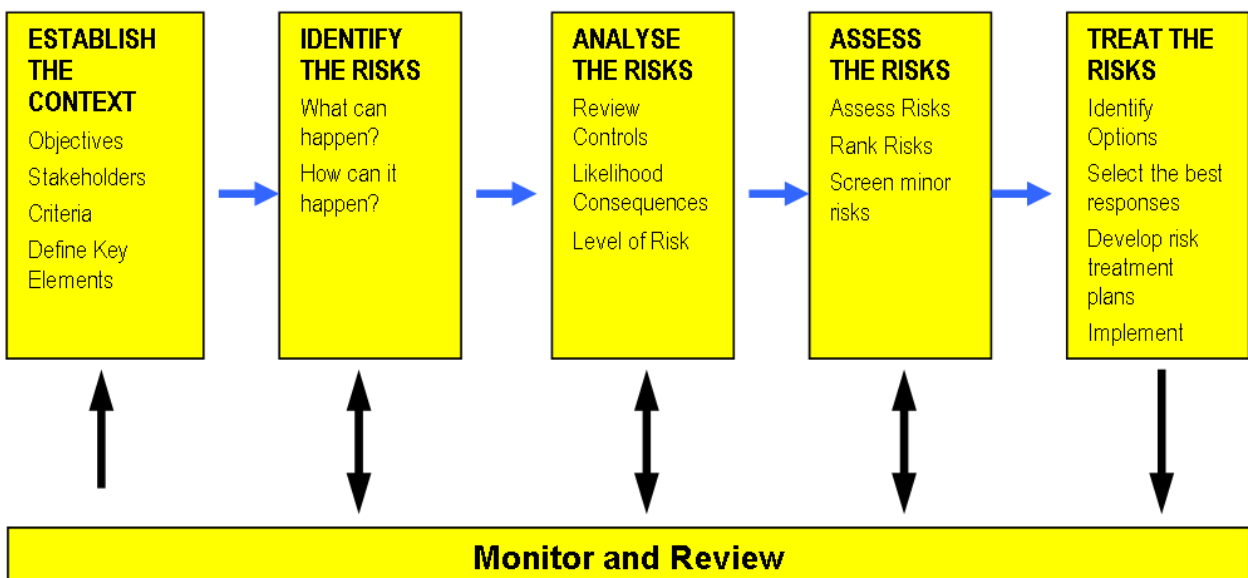 ESTABLISH
THE
CONTEXT
Objectives
Stakeholders
Criteria
Define Key
Elements
IDENTIFY
THE RISKS
What can
happen?
How can it
happen?
ANALYSE
THE RISKS
Review
Controls
Likelihood
Consequences
Level of Risk
ASSESS
THE RISKS
Assess Risks
Rank Risks
Screen minor
risks
TREAT THE
RISKS
Identify
Options
Select the best
responses
Develop risk
treatment
plans
Implement
Monitor and Review